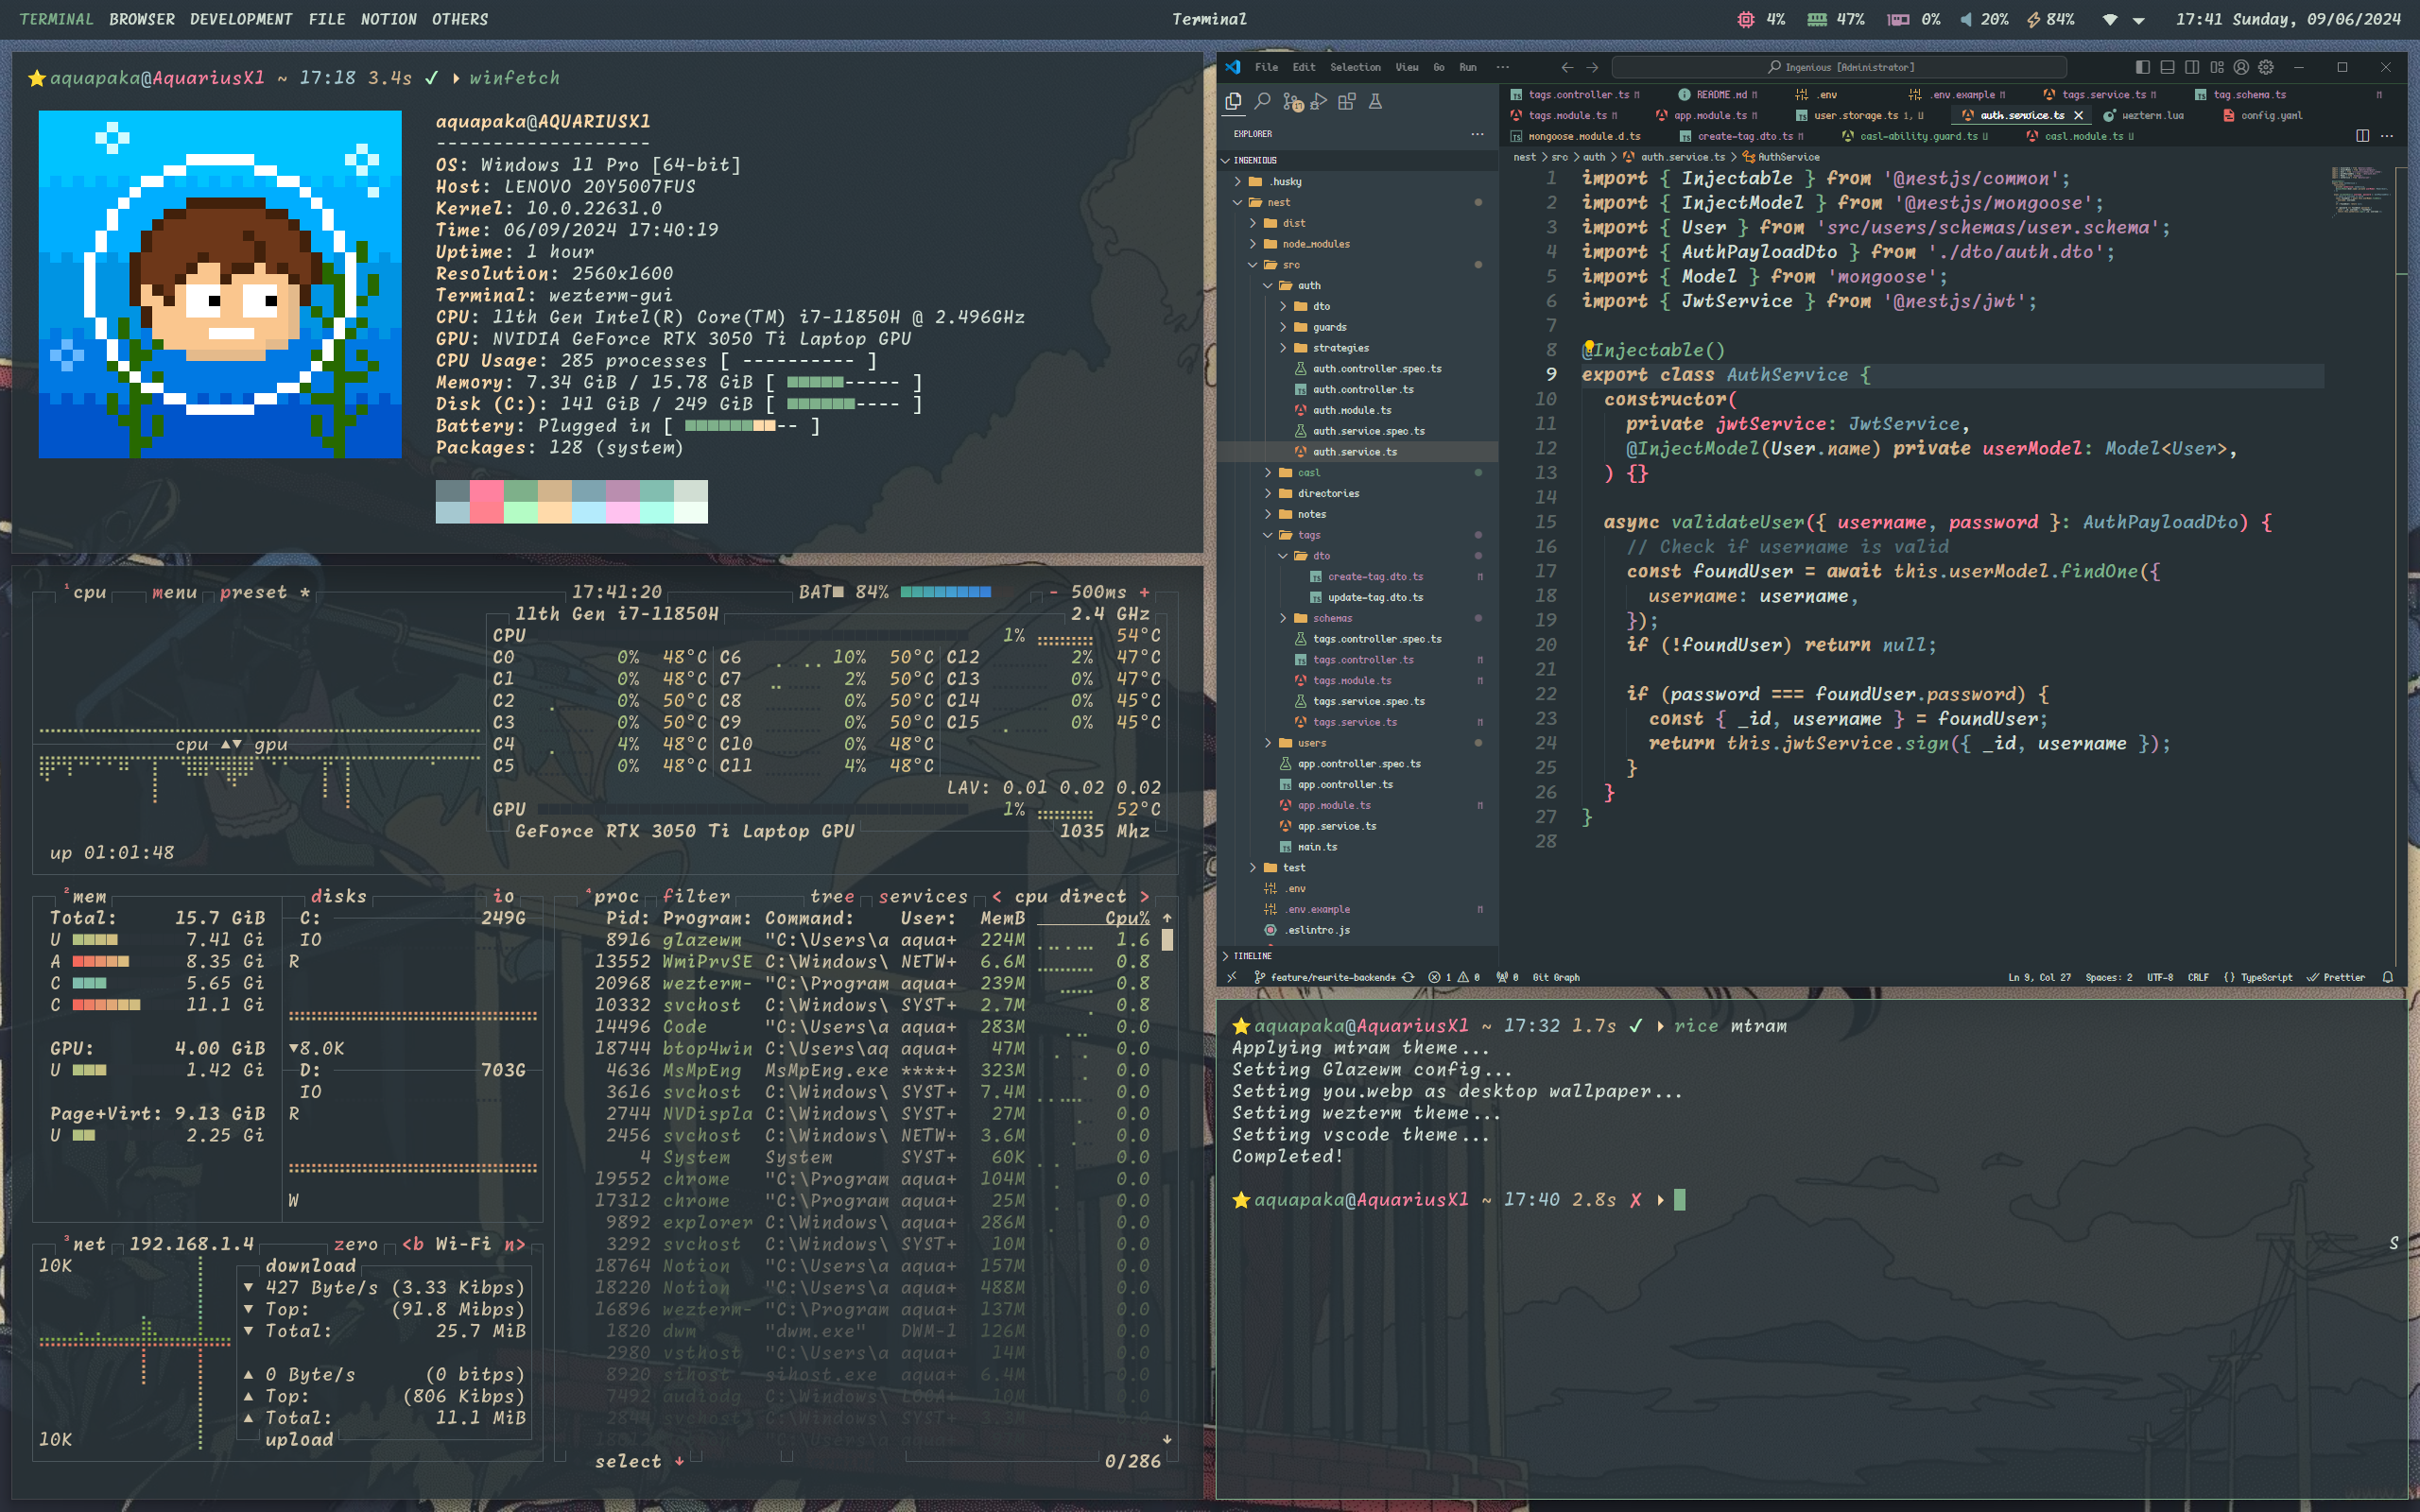 TERMINAL BROWSER DEVELOPMENT FILE NOTION OTHERS
Terminal
4% 47% 0% 20% 84% 17:41 Sunday, 09/06/2024
aquapaka@AquariusX1 ~ 17:18 3.4s ✓ winfetch
aquapaka@AQUARIUSX1
-------------------
OS: Windows 11 Pro [64-bit]
Host: LENOVO 20Y5007FUS
Kernel: 10.0.22631.0
Time: 06/09/2024 17:40:19
Uptime: 1 hour
Resolution: 2560x1600
Terminal: wezterm-gui
CPU: 11th Gen Intel(R) Core(TM) i7-11850H @ 2.496GHz
GPU: NVIDIA GeForce RTX 3050 Ti Laptop GPU
CPU Usage: 285 processes [ ---------- ]
Memory: 7.34 GiB / 15.78 GiB [ ■■■■■----- ]
Disk (C:): 141 GiB / 249 GiB [ ■■■■■■---- ]
Battery: Plugged in [ ■■■■■■■■-- ]
Packages: 128 (system)
¹cpu menu preset * 17:41:20 BAT■ 84% - 500ms +
11th Gen i7-11850H 2.4 GHz
CPU 1% 54°C
C0 0% 48°C C6 10% 50°C C12 2% 47°C
C1 0% 48°C C7 2% 50°C C13 0% 47°C
C2 0% 50°C C8 0% 50°C C14 0% 45°C
C3 0% 50°C C9 0% 50°C C15 0% 45°C
C4 4% 48°C C10 0% 48°C
C5 0% 48°C C11 4% 48°C
cpu ▲▼ gpu
LAV: 0.01 0.02 0.02
GPU 1% 52°C
GeForce RTX 3050 Ti Laptop GPU 1035 Mhz
up 01:01:48
²mem disks io
Total: 15.7 GiB
U 7.41 Gi
A 8.35 Gi
C 5.65 Gi
C 11.1 Gi
GPU: 4.00 GiB
U 1.42 Gi
Page+Virt: 9.13 GiB
U 2.25 Gi
C: 249G
IO
R
▼8.0K
D: 703G
IO
R
W
⁴proc filter tree services < cpu direct >
Pid: Program: Command: User: MemB Cpu% ↑
8916 glazewm "C:\Users\a aqua+ 224M 1.6
13552 WmiPrvSE C:\Windows\ NETW+ 6.6M 0.8
20968 wezterm- "C:\Program aqua+ 239M 0.8
10332 svchost C:\Windows\ SYST+ 2.7M 0.8
14496 Code "C:\Users\a aqua+ 283M 0.0
18744 btop4win C:\Users\aq aqua+ 47M 0.0
4636 MsMpEng MsMpEng.exe ****+ 323M 0.0
3616 svchost C:\Windows\ SYST+ 7.4M 0.0
2744 NVDispla C:\Windows\ SYST+ 27M 0.0
2456 svchost C:\Windows\ NETW+ 3.6M 0.0
4 System System SYST+ 60K 0.0
19552 chrome "C:\Program aqua+ 104M 0.0
17312 chrome "C:\Program aqua+ 25M 0.0
9892 explorer C:\Windows\ aqua+ 286M 0.0
3292 svchost C:\Windows\ SYST+ 10M 0.0
18764 Notion "C:\Users\a aqua+ 157M 0.0
18220 Notion "C:\Users\a aqua+ 488M 0.0
16896 wezterm- "C:\Program aqua+ 137M 0.0
1820 dwm "dwm.exe" DWM-1 126M 0.0
2980 vsthost "C:\Users\a aqua+ 14M 0.0
8920 sihost sihost.exe aqua+ 6.4M 0.0
7492 audiodg C:\Windows\ LOCA+ 10M 0.0
2844 svchost C:\Windows\ SYST+ 3.3M 0.0
select ↓ 0/286
³net 192.168.1.4 zero <b Wi-Fi n>
10K
download
▼ 427 Byte/s (3.33 Kibps)
▼ Top: (91.8 Mibps)
▼ Total: 25.7 MiB
▲ 0 Byte/s (0 bitps)
▲ Top: (806 Kibps)
▲ Total: 11.1 MiB
10K
upload
File Edit Selection View Go Run ···
← → Ingenious [Administrator]
EXPLORER ···
INGENIOUS
.husky
nest
dist
node_modules
src
auth
dto
guards
strategies
auth.controller.spec.ts
auth.controller.ts
auth.module.ts
auth.service.spec.ts
auth.service.ts
casl
directories
notes
tags
dto
create-tag.dto.ts M
update-tag.dto.ts
schemas
tags.controller.spec.ts
tags.controller.ts M
tags.module.ts M
tags.service.spec.ts
tags.service.ts M
users
app.controller.spec.ts
app.controller.ts
app.module.ts M
app.service.ts
main.ts
test
.env
.env.example M
.eslintrc.js
TIMELINE
tags.controller.ts M README.md M .env .env.example M tags.service.ts M tag.schema.ts M
tags.module.ts M app.module.ts M user.storage.ts 1, U auth.service.ts wezterm.lua config.yaml
mongoose.module.d.ts create-tag.dto.ts M casl-ability.guard.ts U casl.module.ts U ···
nest > src > auth > auth.service.ts > AuthService
1 import { Injectable } from '@nestjs/common';
2 import { InjectModel } from '@nestjs/mongoose';
3 import { User } from 'src/users/schemas/user.schema';
4 import { AuthPayloadDto } from './dto/auth.dto';
5 import { Model } from 'mongoose';
6 import { JwtService } from '@nestjs/jwt';
7
8 @Injectable()
9 export class AuthService {
10 constructor(
11 private jwtService: JwtService,
12 @InjectModel(User.name) private userModel: Model<User>,
13 ) {}
14
15 async validateUser({ username, password }: AuthPayloadDto) {
16 // Check if username is valid
17 const foundUser = await this.userModel.findOne({
18 username: username,
19 });
20 if (!foundUser) return null;
21
22 if (password === foundUser.password) {
23 const { _id, username } = foundUser;
24 return this.jwtService.sign({ _id, username });
25 }
26 }
27 }
28
feature/rewrite-backend* 1 0 0 Git Graph Ln 9, Col 27 Spaces: 2 UTF-8 CRLF {} TypeScript Prettier
aquapaka@AquariusX1 ~ 17:32 1.7s ✓ rice mtram
Applying mtram theme...
Setting Glazewm config...
Setting you.webp as desktop wallpaper...
Setting wezterm theme...
Setting vscode theme...
Completed!
aquapaka@AquariusX1 ~ 17:40 2.8s ✗
S